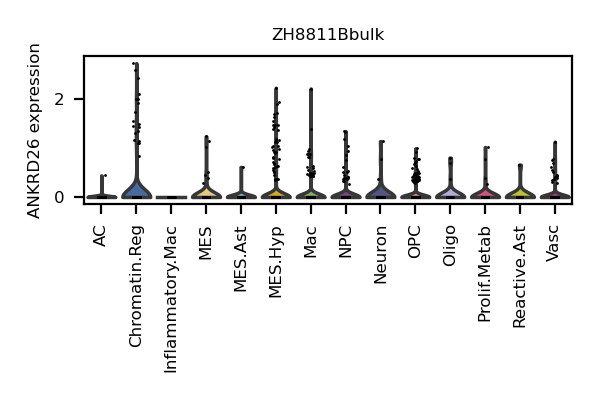 ZH8811Bbulk
ANKRD26 expression
2
0
AC
Chromatin.Reg
Inflammatory.Mac
MES
MES.Ast
MES.Hyp
Mac
NPC
Neuron
OPC
Oligo
Prolif.Metab
Reactive.Ast
Vasc